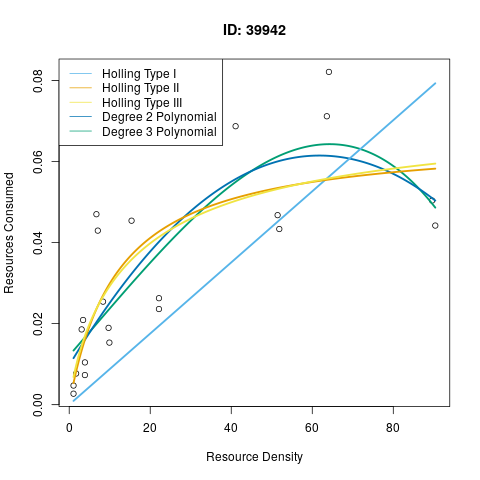 ID: 39942
Holling Type I
Holling Type II
Holling Type III
Degree 2 Polynomial
Degree 3 Polynomial
Resources Consumed
0.08
0.06
0.04
0.02
0.00
0 20 40 60 80
Resource Density